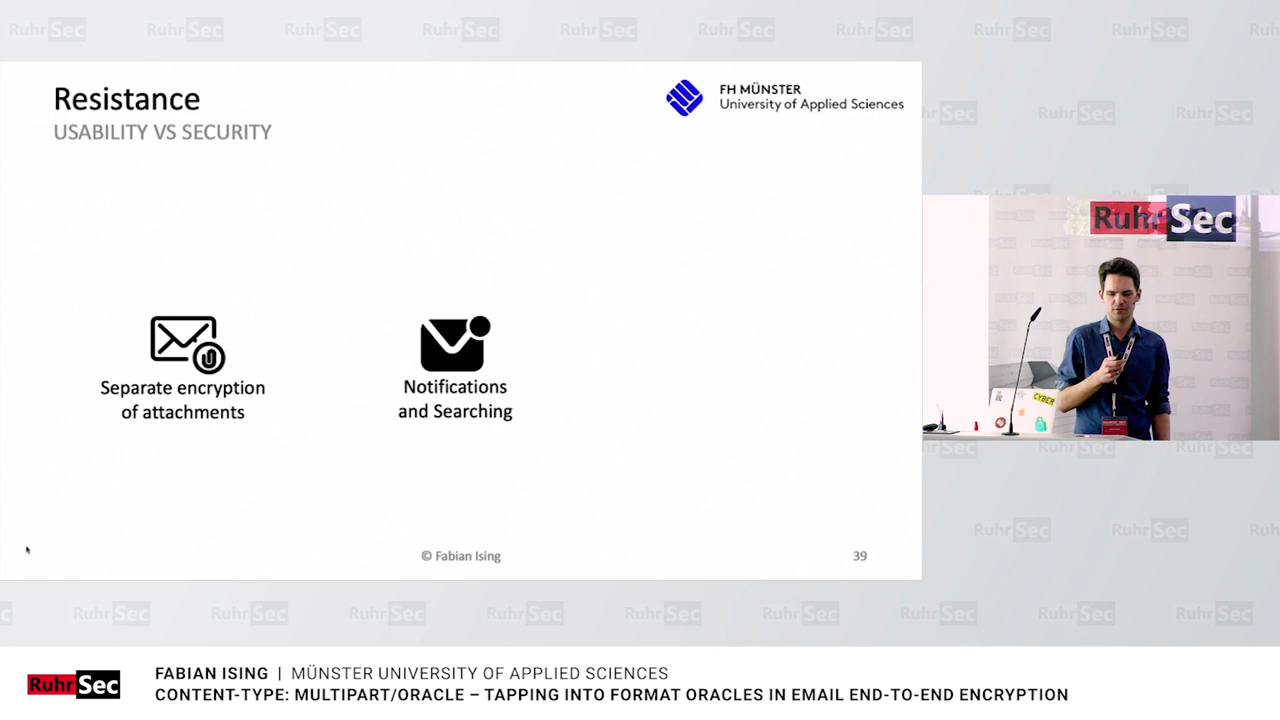 Resistance
USABILITY VS SECURITY
FH MÜNSTER
University of Applied Sciences
Separate encryption
of attachments
Notifications
and Searching
© Fabian Ising
39
RuhrSec
CYBER
RuhrSec
FABIAN ISING | MÜNSTER UNIVERSITY OF APPLIED SCIENCES
CONTENT-TYPE: MULTIPART/ORACLE – TAPPING INTO FORMAT ORACLES IN EMAIL END-TO-END ENCRYPTION